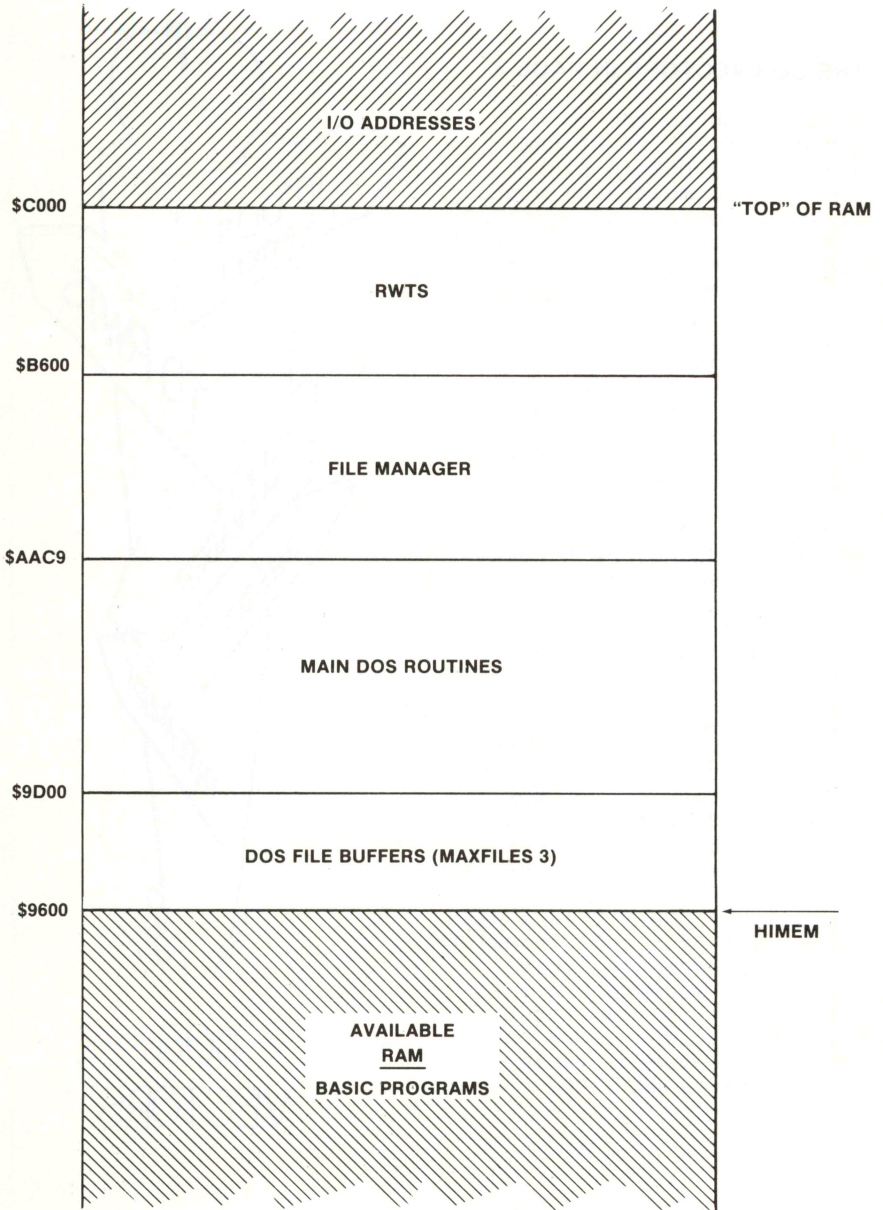 I/O ADDRESSES
$C000
“TOP” OF RAM
RWTS
$B600
FILE MANAGER
$AAC9
MAIN DOS ROUTINES
$9D00
DOS FILE BUFFERS (MAXFILES 3)
$9600
HIMEM
AVAILABLE
RAM
BASIC PROGRAMS